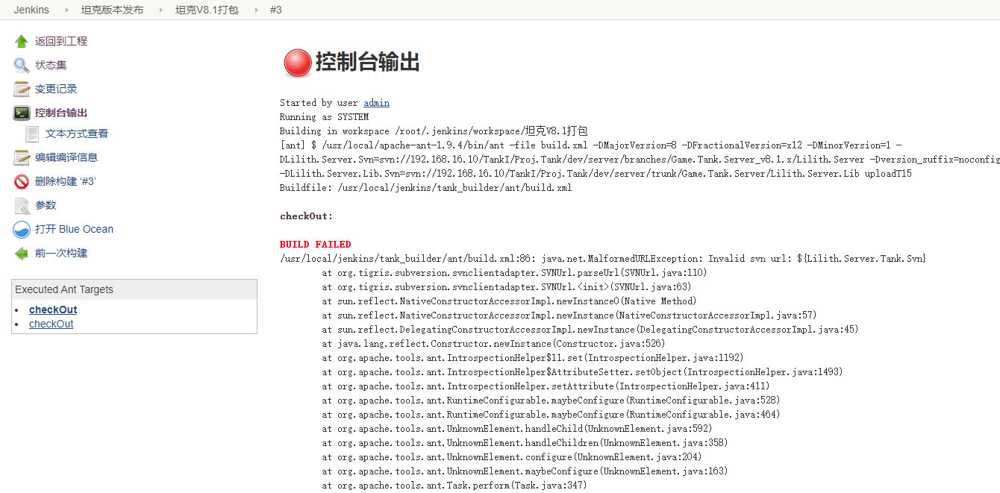 Jenkins 坦克版本发布 坦克V8.1打包 #3
返回到工程
状态集
变更记录
控制台输出
文本方式查看
编辑编译信息
删除构建 ‘#3’
参数
打开 Blue Ocean
前一次构建
Executed Ant Targets
checkOut
checkOut
控制台输出
Started by user admin
Running as SYSTEM
Building in workspace /root/.jenkins/workspace/坦克V8.1打包
[ant] $ /usr/local/apache-ant-1.9.4/bin/ant -file build.xml -DMajorVersion=8 -DFractionalVersion=x12 -DMinorVersion=1 -
DLilith.Server.Svn=svn://192.168.16.10/TankI/Proj.Tank/dev/server/branches/Game.Tank.Server_v8.1.x/Lilith.Server -Dversion_suffix=noconfig
-DLilith.Server.Lib.Svn=svn://192.168.16.10/TankI/Proj.Tank/dev/server/trunk/Game.Tank.Server/Lilith.Server.Lib uploadT15
Buildfile: /usr/local/jenkins/tank_builder/ant/build.xml
checkOut:
BUILD FAILED
/usr/local/jenkins/tank_builder/ant/build.xml:86: java.net.MalformedURLException: Invalid svn url: ${Lilith.Server.Tank.Svn}
at org.tigris.subversion.svnclientadapter.SVNUrl.parseUrl(SVNUrl.java:110)
at org.tigris.subversion.svnclientadapter.SVNUrl.<init>(SVNUrl.java:63)
at sun.reflect.NativeConstructorAccessorImpl.newInstance0(Native Method)
at sun.reflect.NativeConstructorAccessorImpl.newInstance(NativeConstructorAccessorImpl.java:57)
at sun.reflect.DelegatingConstructorAccessorImpl.newInstance(DelegatingConstructorAccessorImpl.java:45)
at java.lang.reflect.Constructor.newInstance(Constructor.java:526)
at org.apache.tools.ant.IntrospectionHelper$11.set(IntrospectionHelper.java:1192)
at org.apache.tools.ant.IntrospectionHelper$AttributeSetter.setObject(IntrospectionHelper.java:1493)
at org.apache.tools.ant.IntrospectionHelper.setAttribute(IntrospectionHelper.java:411)
at org.apache.tools.ant.RuntimeConfigurable.maybeConfigure(RuntimeConfigurable.java:528)
at org.apache.tools.ant.RuntimeConfigurable.maybeConfigure(RuntimeConfigurable.java:464)
at org.apache.tools.ant.UnknownElement.handleChild(UnknownElement.java:592)
at org.apache.tools.ant.UnknownElement.handleChildren(UnknownElement.java:358)
at org.apache.tools.ant.UnknownElement.configure(UnknownElement.java:204)
at org.apache.tools.ant.UnknownElement.maybeConfigure(UnknownElement.java:163)
at org.apache.tools.ant.Task.perform(Task.java:347)